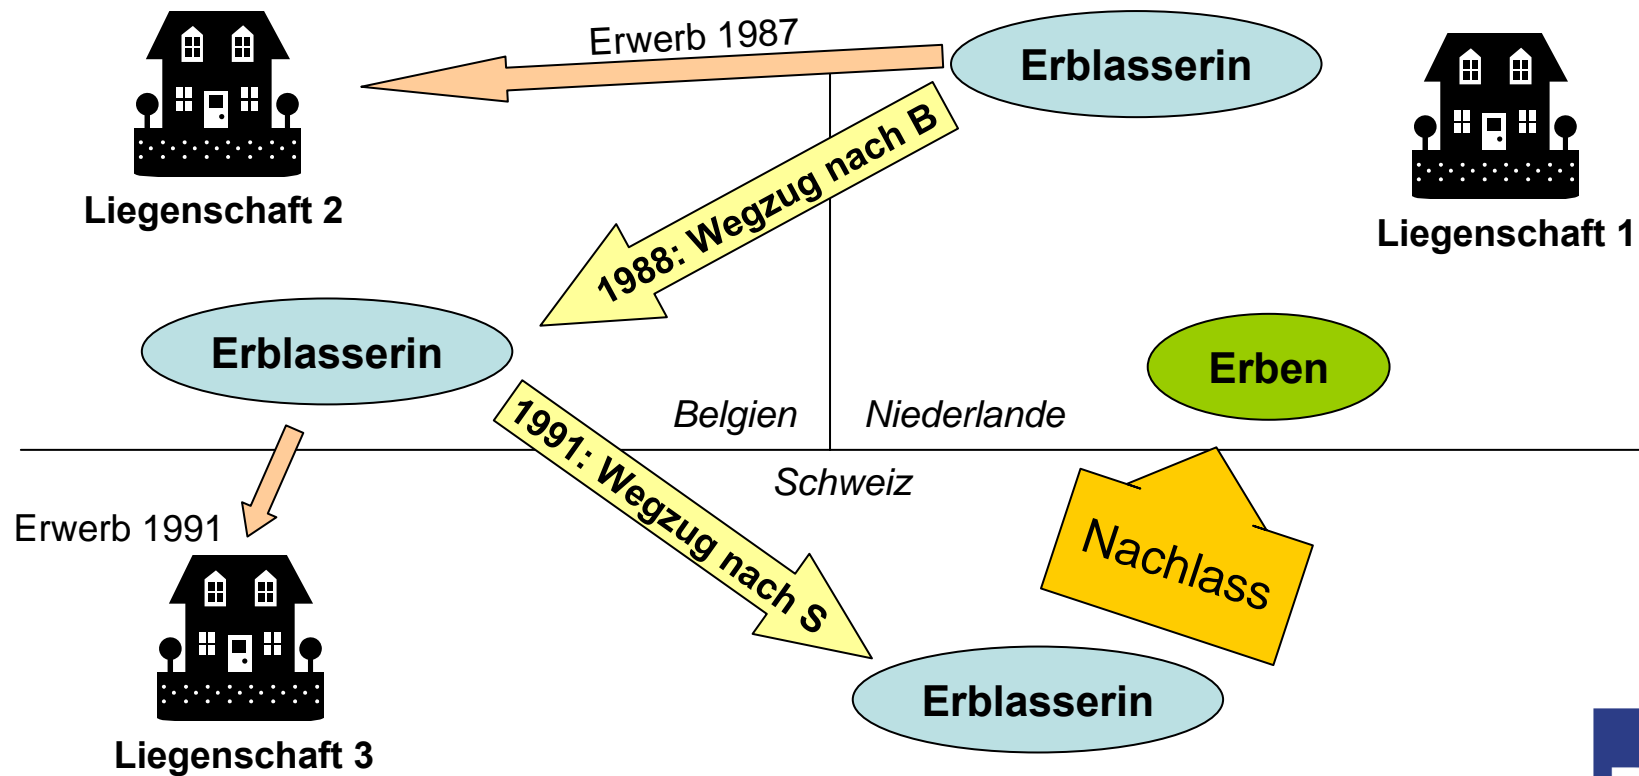 Erwerb 1987
Erblasserin
Liegenschaft 2
Liegenschaft 1
1988: Wegzug nach B
Erblasserin
Erben
Belgien
Niederlande
1991: Wegzug nach S
Schweiz
Erwerb 1991
Nachlass
Erblasserin
Liegenschaft 3